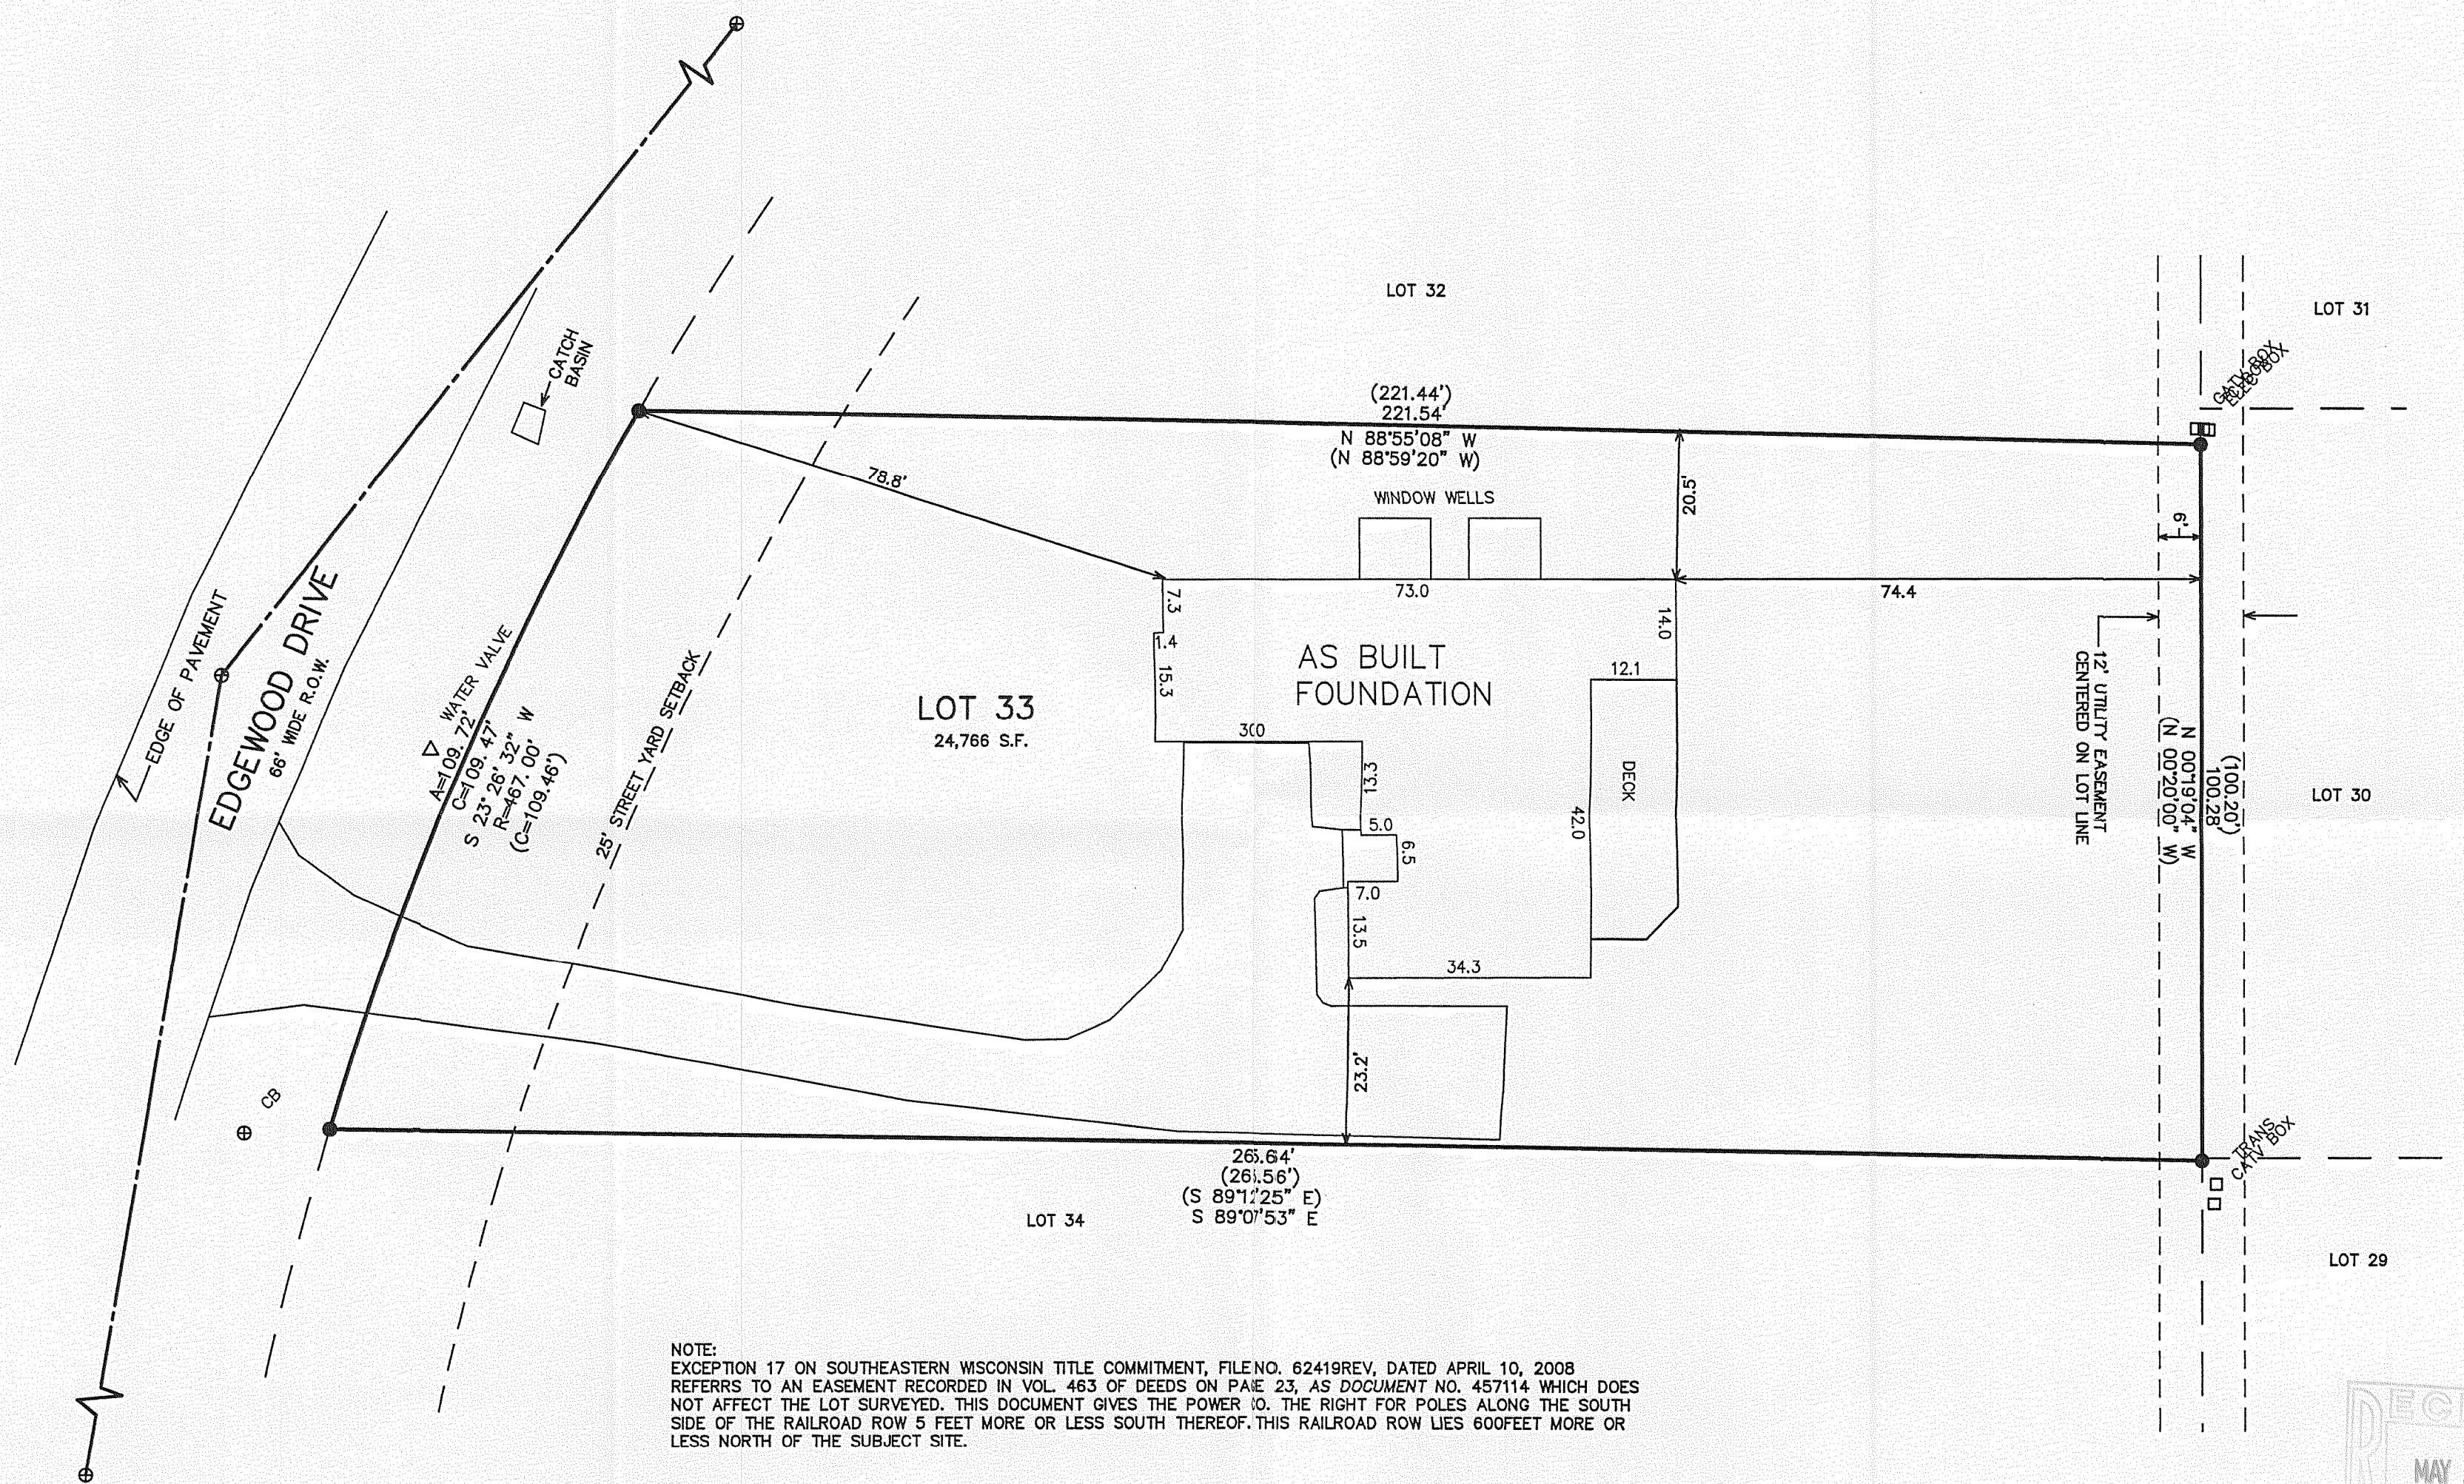 LOT 32
LOT 31
CATV BOX
ELEC BOX
CATCH
BASIN
(221.44')
221.54'
N 88°55'08" W
(N 88°59'20" W)
78.8'
WINDOW WELLS
20.5'
6'
73.0
74.4
7.3
1.4
15.3
14.0
AS BUILT
FOUNDATION
12.1
EDGE OF PAVEMENT
EDGEWOOD DRIVE
66' WIDE R.O.W.
WATER VALVE
A=109.72'
C=109.47'
S 23°26'32" W
R=467.00'
(C=109.46')
25' STREET YARD SETBACK
LOT 33
24,766 S.F.
30.0
13.3
5.0
6.5
7.0
13.5
42.0
DECK
34.3
23.2'
12' UTILITY EASEMENT
CENTERED ON LOT LINE
(100.20')
100.28'
N 00°19'04" W
(N 00°20'00" W)
LOT 30
CB
TRANS
CATV BOX
(S 89°12'25" E)
S 89°07'53" E
LOT 34
LOT 29
NOTE:
EXCEPTION 17 ON SOUTHEASTERN WISCONSIN TITLE COMMITMENT, FILE NO. 62419REV, DATED APRIL 10, 2008
REFERRS TO AN EASEMENT RECORDED IN VOL. 463 OF DEEDS ON PAGE 23, AS DOCUMENT NO. 457114 WHICH DOES
NOT AFFECT THE LOT SURVEYED. THIS DOCUMENT GIVES THE POWER CO. THE RIGHT FOR POLES ALONG THE SOUTH
SIDE OF THE RAILROAD ROW 5 FEET MORE OR LESS SOUTH THEREOF. THIS RAILROAD ROW LIES 600FEET MORE OR
LESS NORTH OF THE SUBJECT SITE.
MAY